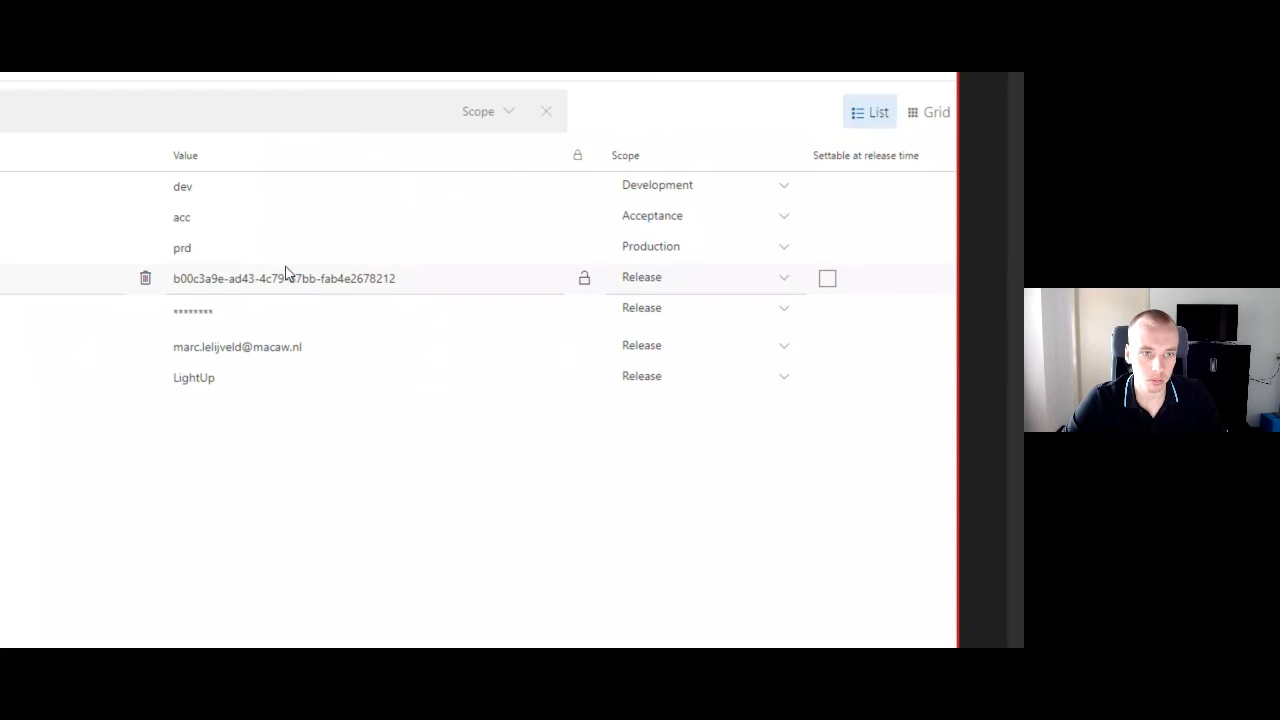 Scope
List
Grid
Value
Scope
Settable at release time
dev
Development
acc
Acceptance
prd
Production
Release
********
Release
marc.lelijveld@macaw.nl
Release
LightUp
Release